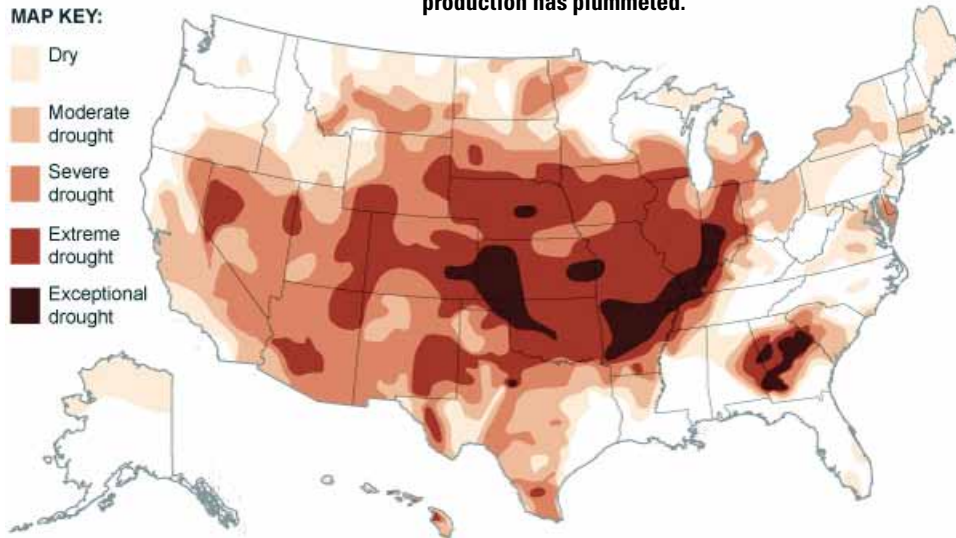 production has plummeted.
MAP KEY:
Dry
Moderate
drought
Severe
drought
Extreme
drought
Exceptional
drought